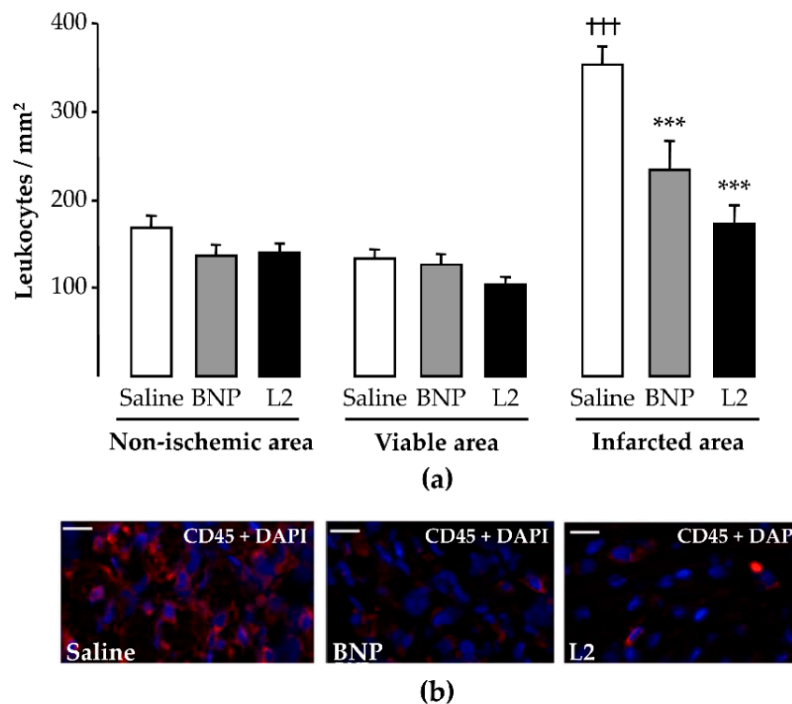 400
300
200
100
Leukocytes / mm²
†††
***
***
Saline BNP L2 Saline BNP L2 Saline BNP L2
Non-ischemic area Viable area Infarcted area
(a)
CD45 + DAPI CD45 + DAPI CD45 + DAPI
Saline BNP L2
(b)